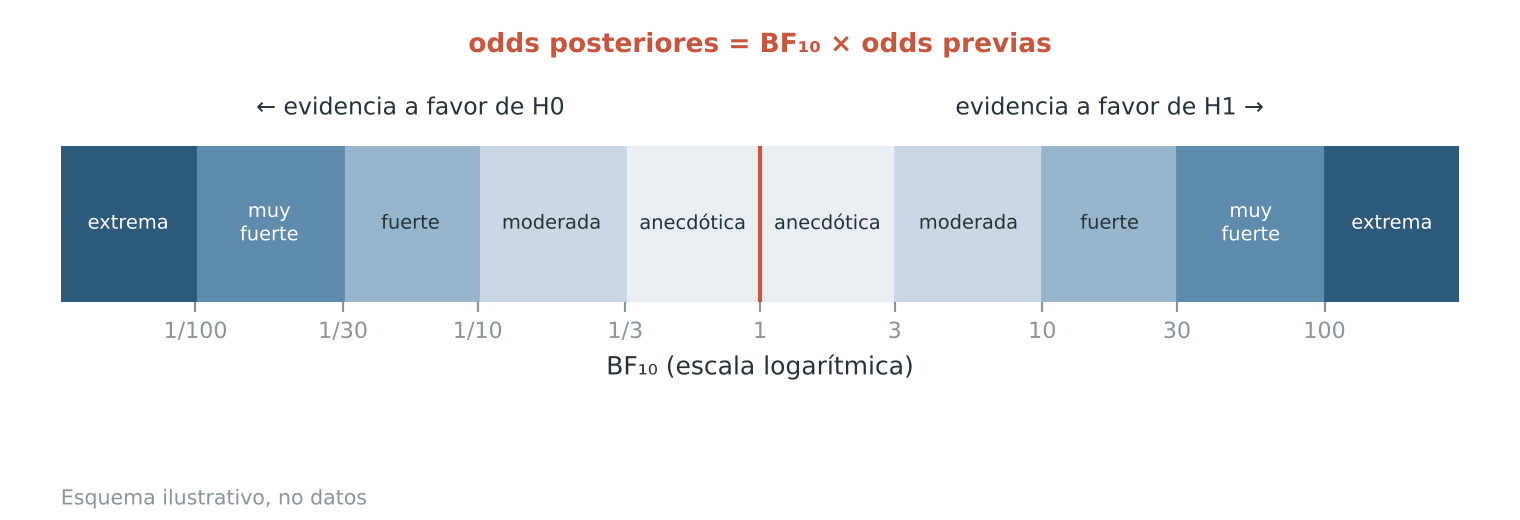 odds posteriores = BF₁₀ × odds previas
← evidencia a favor de H0
evidencia a favor de H1 →
extrema
muy
fuerte
fuerte
moderada
anecdótica
anecdótica
moderada
fuerte
muy
fuerte
extrema
1/100
1/30
1/10
1/3
1
3
10
30
100
BF₁₀ (escala logarítmica)
Esquema ilustrativo, no datos